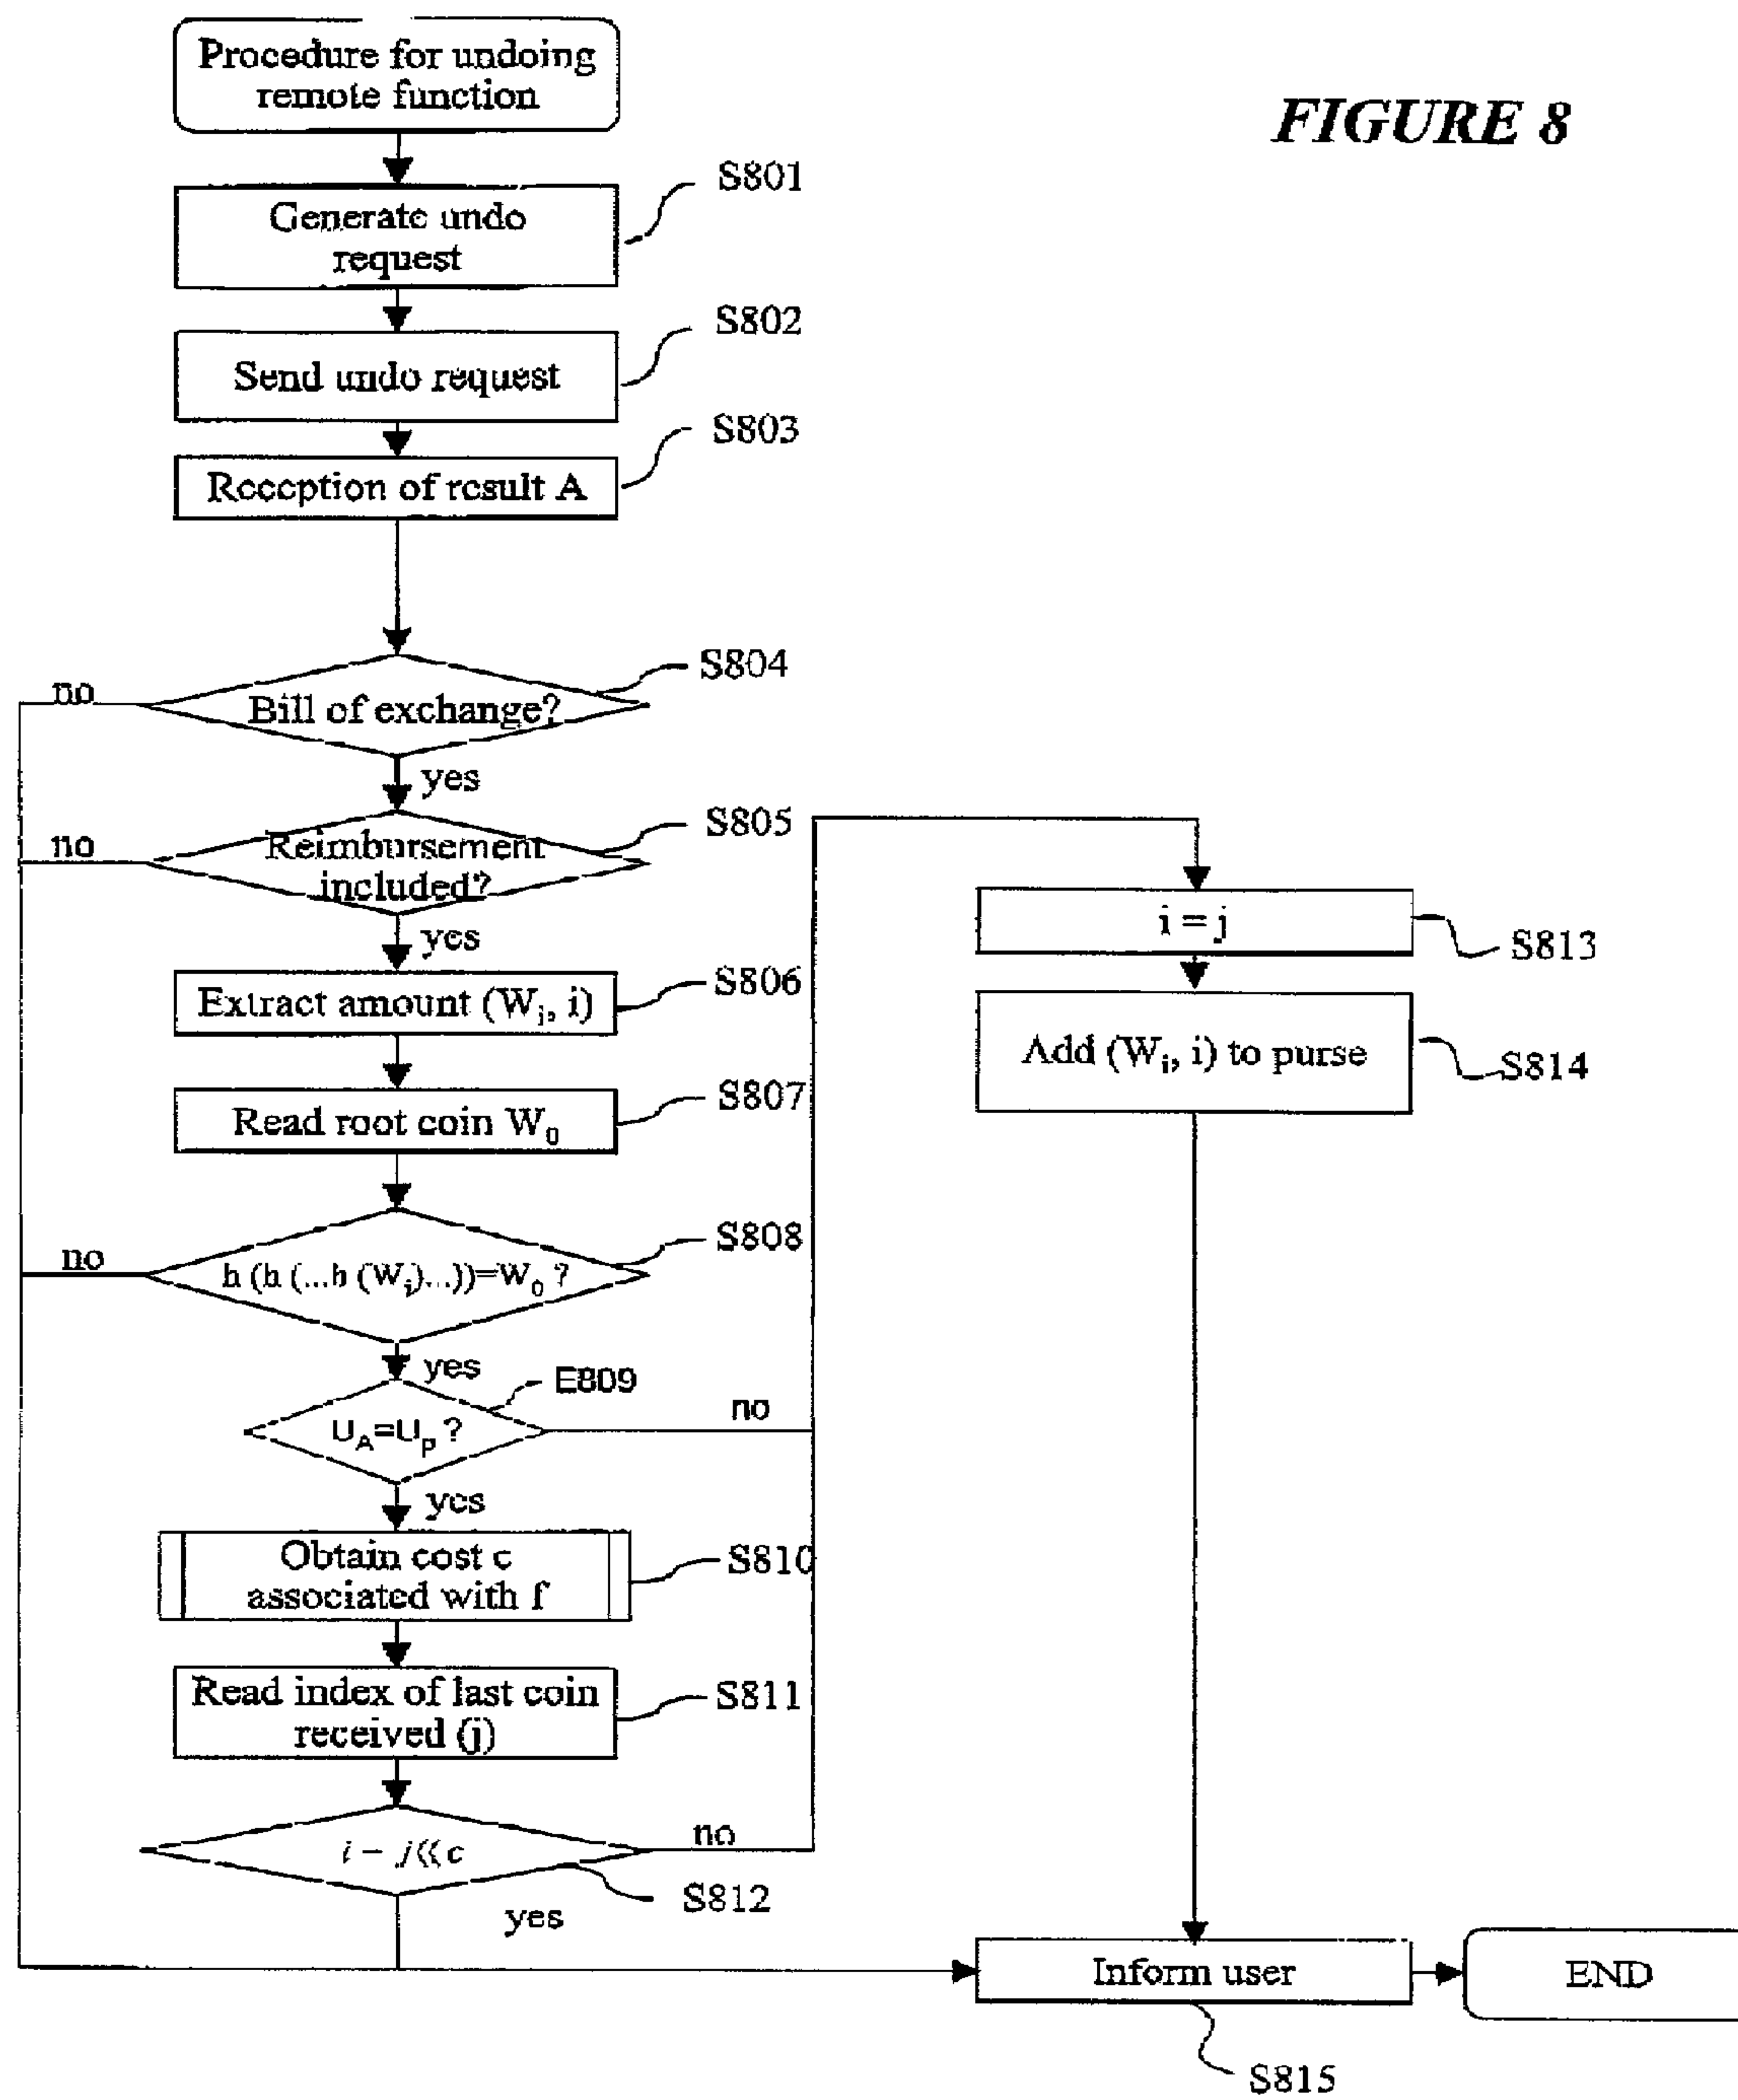 FIGURE 8
Procedure for undoing
remote function
S801
Generate undo
request
S802
Send undo request
S803
Reception of result A
S804
no
Bill of exchange?
yes
S805
no
Reimbursement
included?
yes
S806
Extract amount (Wi, i)
S807
Read root coin W0
S808
no
h (h (...h (Wi)...))=W0 ?
yes
E809
no
UA=Up ?
yes
S810
Obtain cost c
associated with f
S811
Read index of last coin
received (j)
i – j⟨⟨ c
no
S812
yes
i = j
S813
Add (Wi, i) to purse
S814
Inform user
END
S815